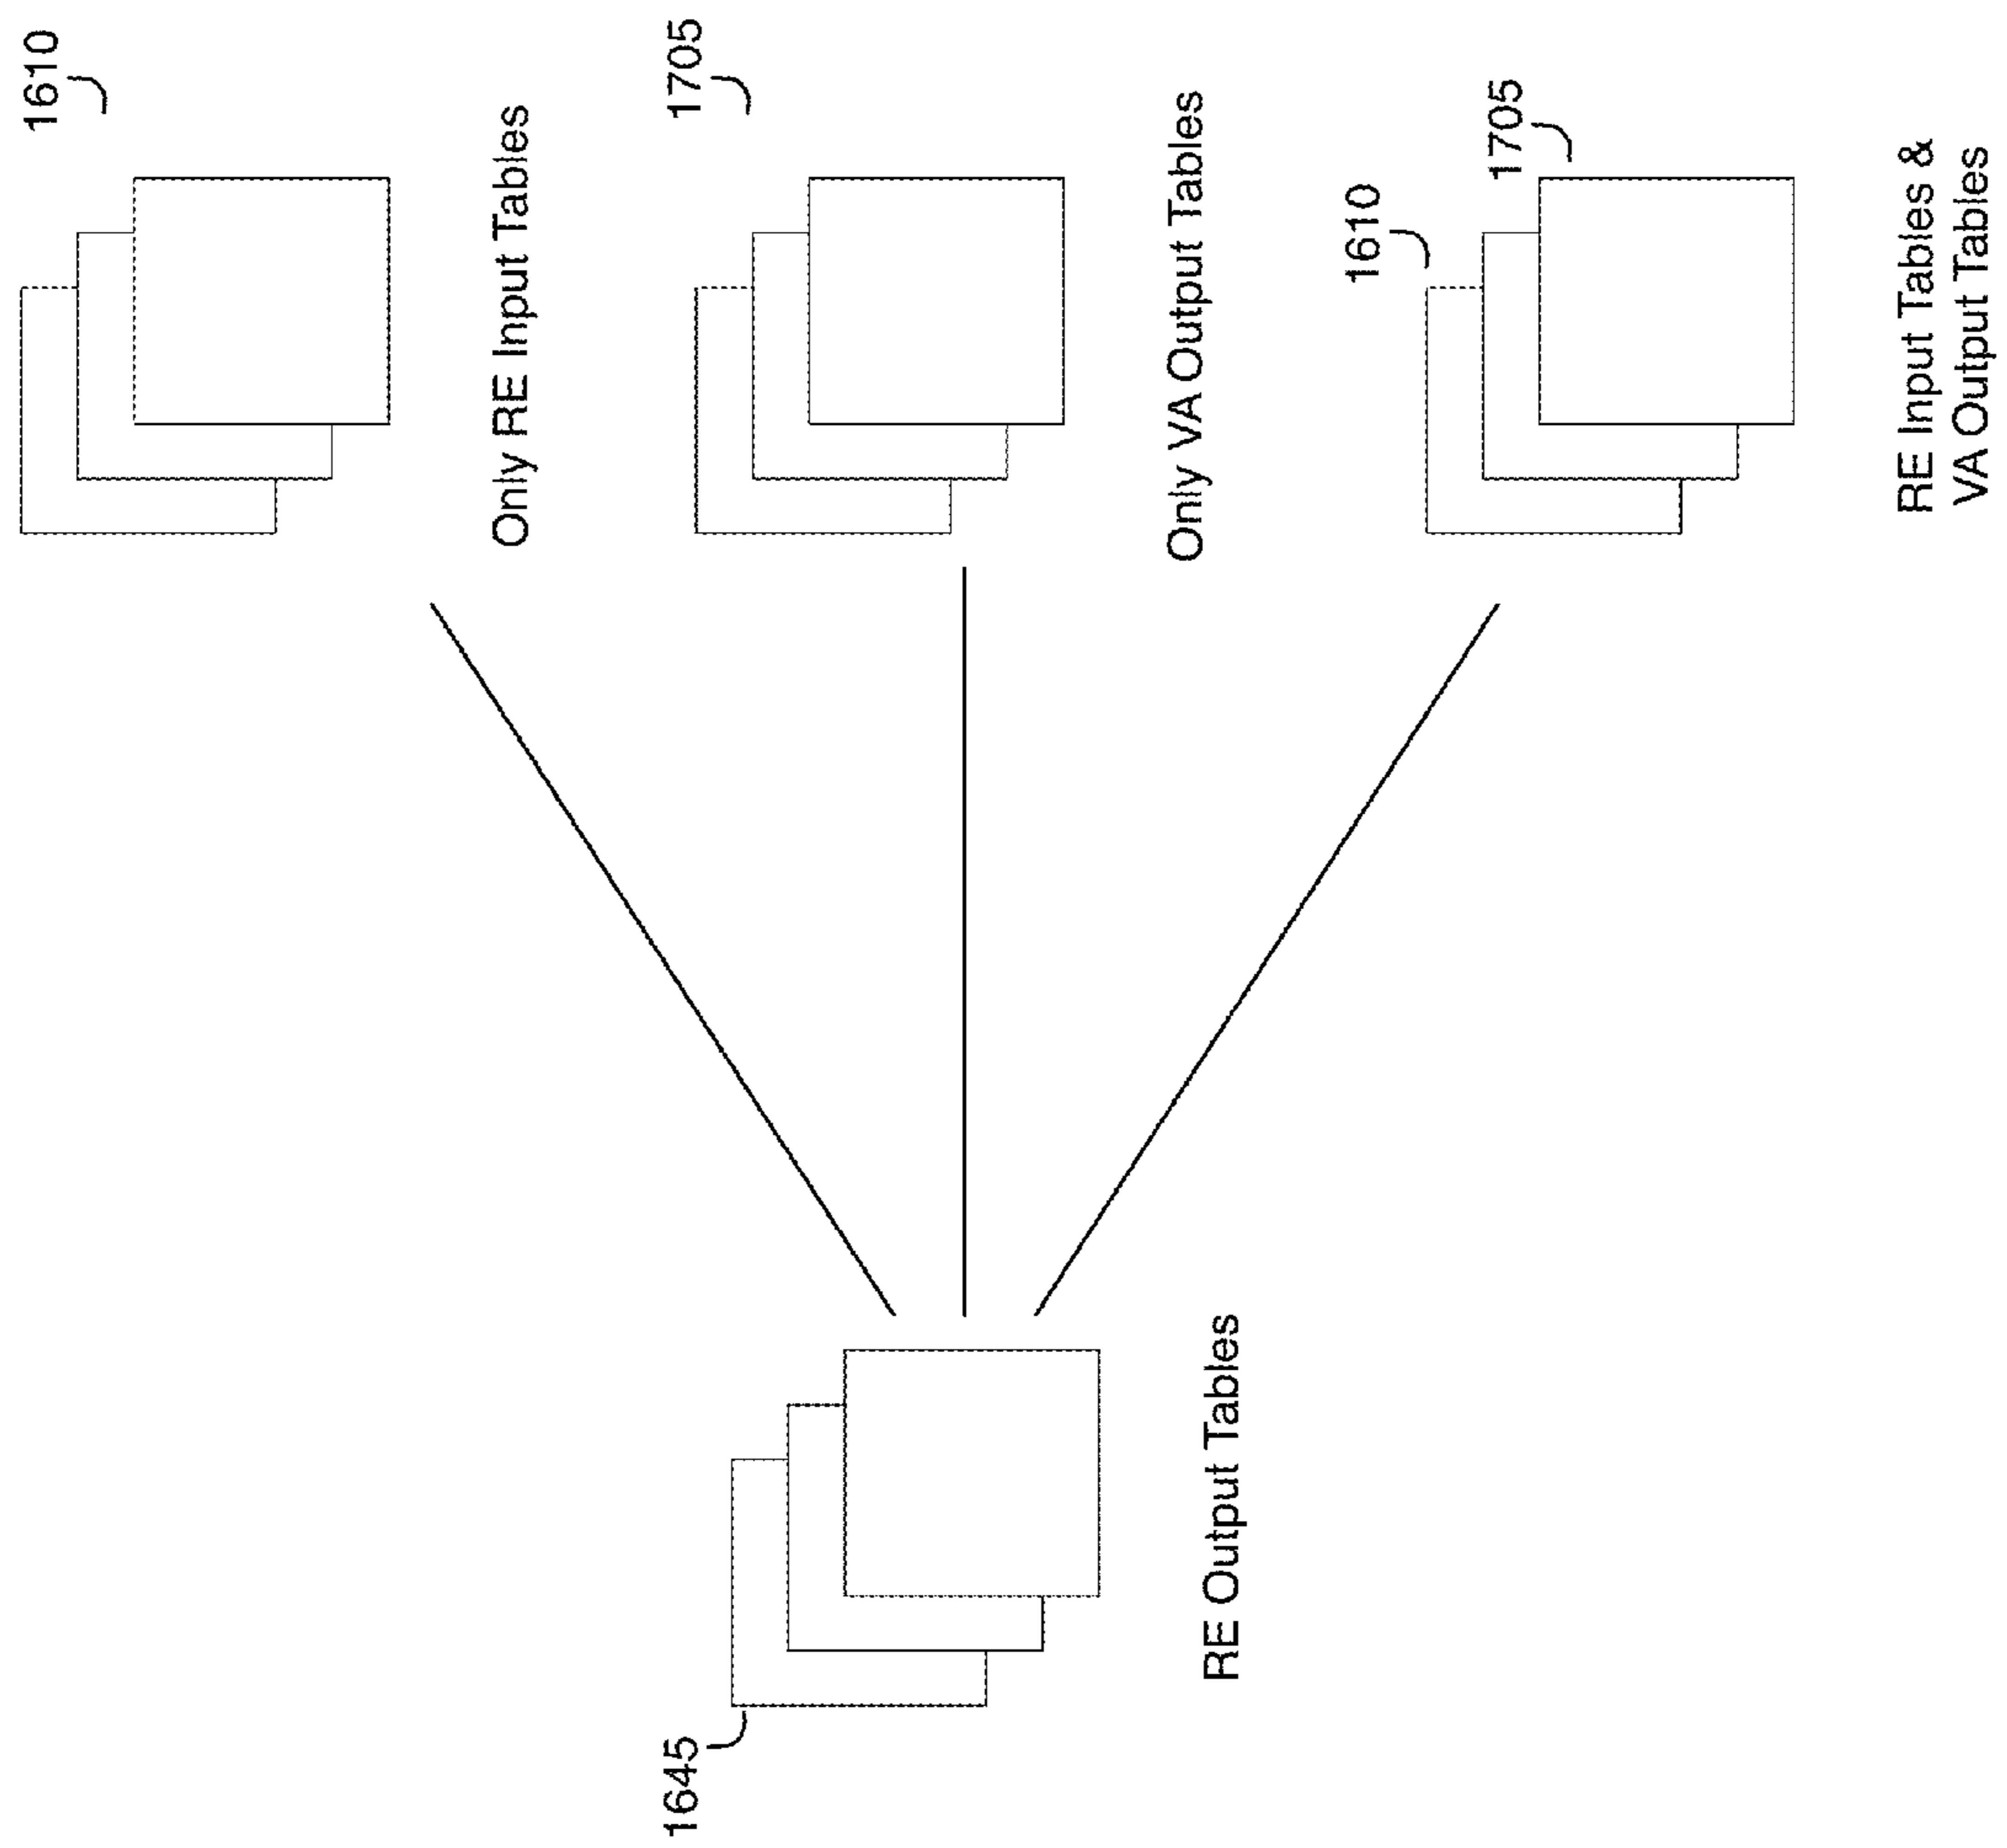 1610
Only RE Input Tables
1645
1705
RE Output Tables
Only VA Output Tables
1610
1705
RE Input Tables &
VA Output Tables